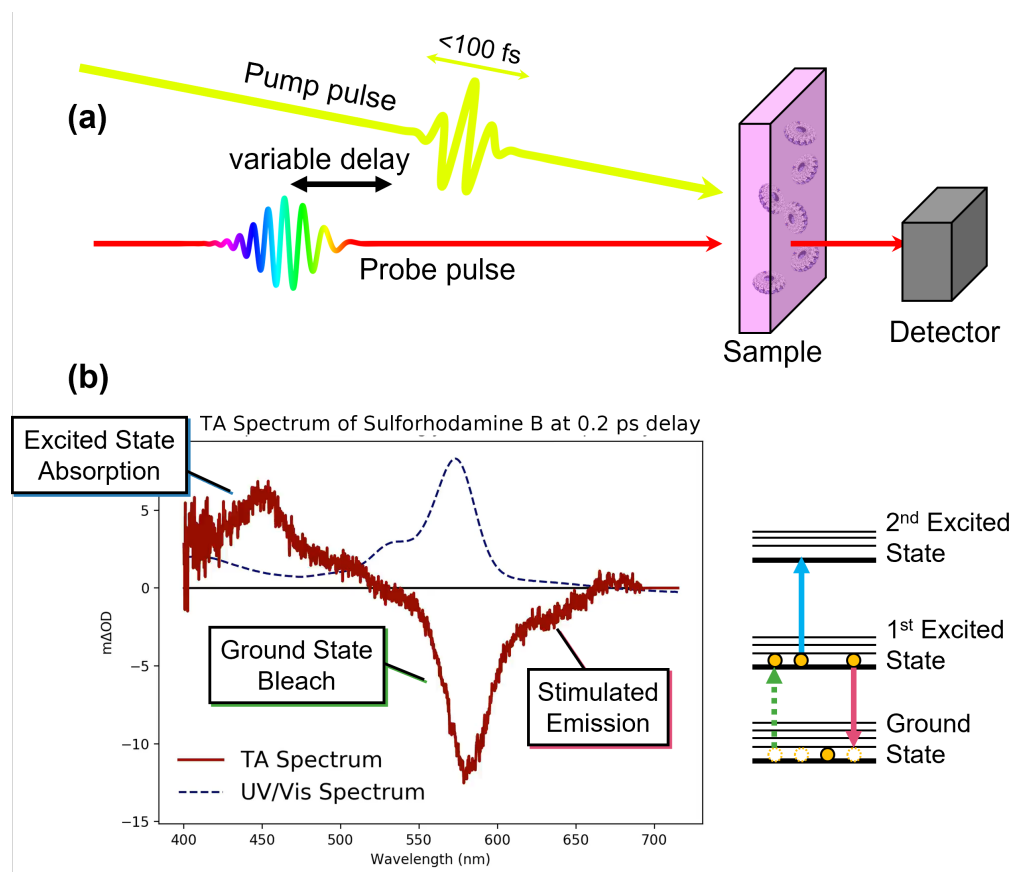 (a)
Pump pulse
<100 fs
variable delay
Probe pulse
Sample
Detector
(b)
TA Spectrum of Sulforhodamine B at 0.2 ps delay
Excited State
Absorption
Ground State
Bleach
Stimulated
Emission
TA Spectrum
UV/Vis Spectrum
mΔOD
5
0
−5
−10
−15
400
450
500
550
600
650
700
Wavelength (nm)
2nd Excited
State
1st Excited
State
Ground
State